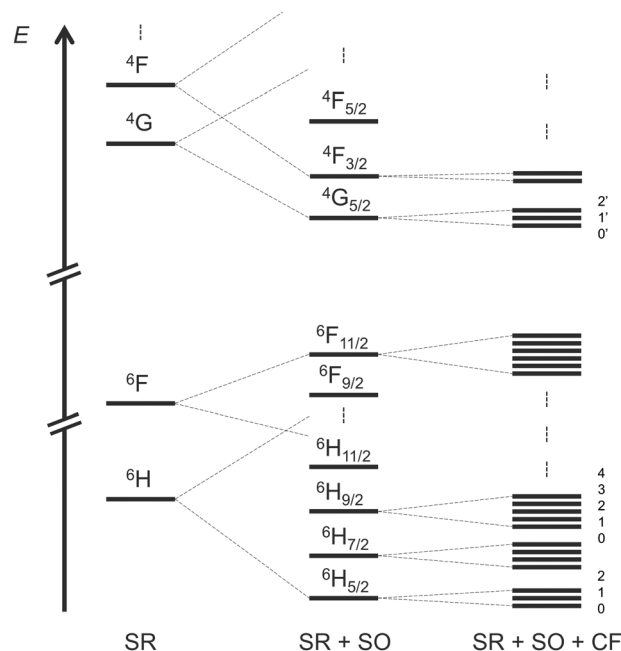 E
⁴F
⁴G
⁶F
⁶H
SR
⁴F₅/₂
⁴F₃/₂
⁴G₅/₂
⁶F₁₁/₂
⁶F₉/₂
⁶H₁₁/₂
⁶H₉/₂
⁶H₇/₂
⁶H₅/₂
SR + SO
2'
1'
0'
4
3
2
1
0
2
1
0
SR + SO + CF